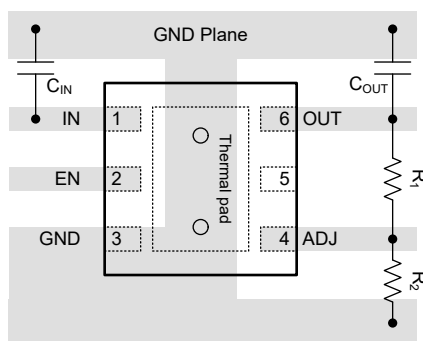 GND Plane
CIN
COUT
IN 1 6 OUT
EN 2 5
GND 3 4 ADJ
Thermal pad
R1
R2